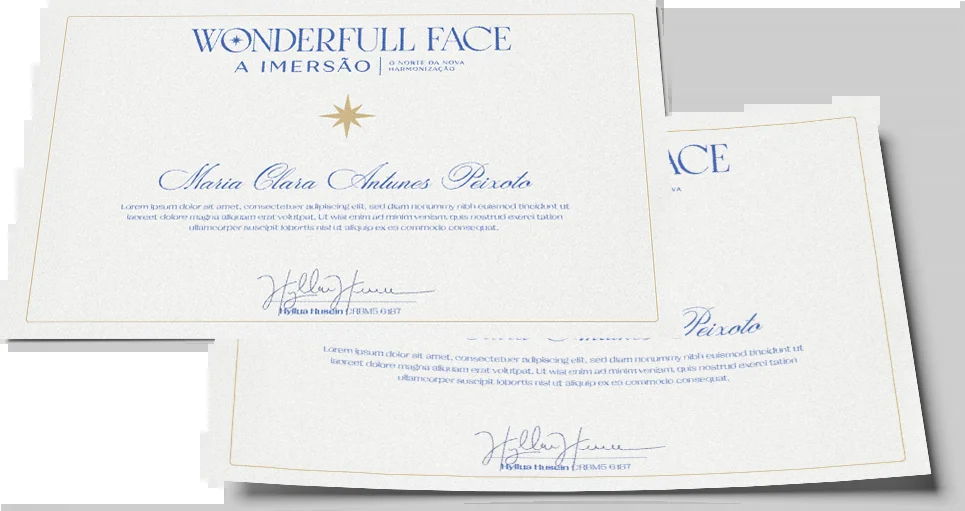 WONDERFULL FACE
A IMERSÃO
O NORTE DA NOVA
HARMONIZAÇÃO
Maria Clara Antunes Peixoto
Lorem ipsum dolor sit amet, consectetuer adipiscing elit, sed diam nonummy nibh euismod tincidunt ut
laoreet dolore magna aliquam erat volutpat. Ut wisi enim ad minim veniam, quis nostrud exerci tation
ullamcorper suscipit lobortis nisl ut aliquip ex ea commodo consequat.
Hyllua Husein CRBM5 6187
ACE
VA
Peixoto
Lorem ipsum dolor sit amet, consectetuer adipiscing elit, sed diam nonummy nibh euismod tincidunt ut
laoreet dolore magna aliquam erat volutpat. Ut wisi enim ad minim veniam, quis nostrud exerci tation
ullamcorper suscipit lobortis nisl ut aliquip ex ea commodo consequat.
Hyllua Husein CRBM5 6187